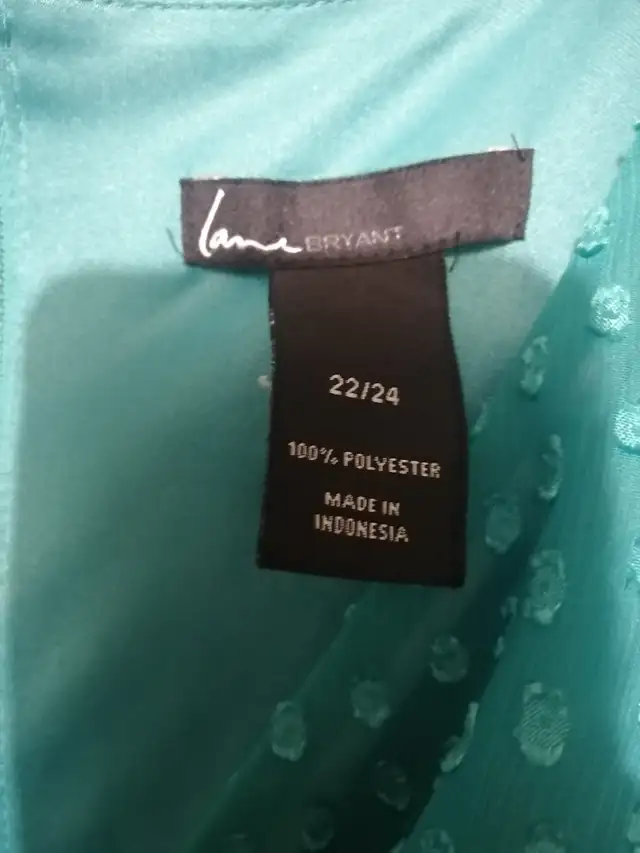 Lane BRYANT
22/24
100% POLYESTER
MADE IN
INDONESIA